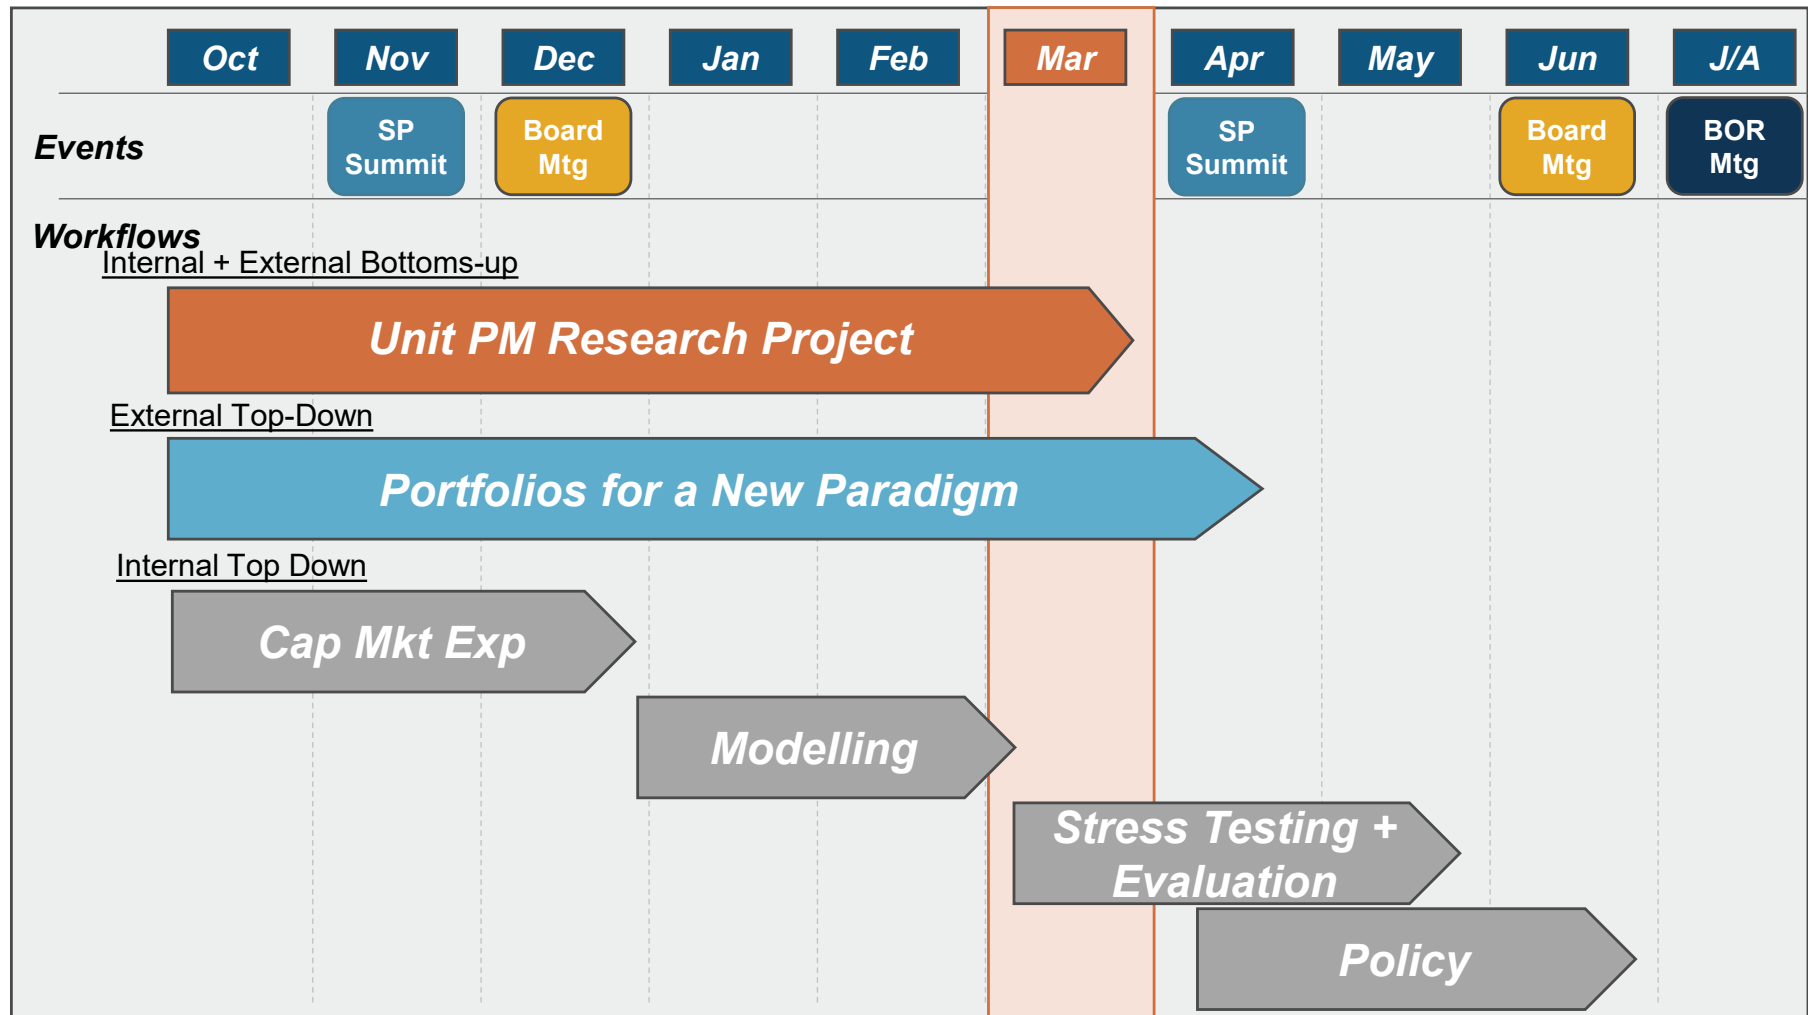 Oct Nov Dec Jan Feb Mar Apr May Jun J/A
Events
SP
Summit
Board
Mtg
SP
Summit
Board
Mtg
BOR
Mtg
Workflows
Internal + External Bottoms-up
Unit PM Research Project
External Top-Down
Portfolios for a New Paradigm
Internal Top Down
Cap Mkt Exp
Modelling
Stress Testing +
Evaluation
Policy